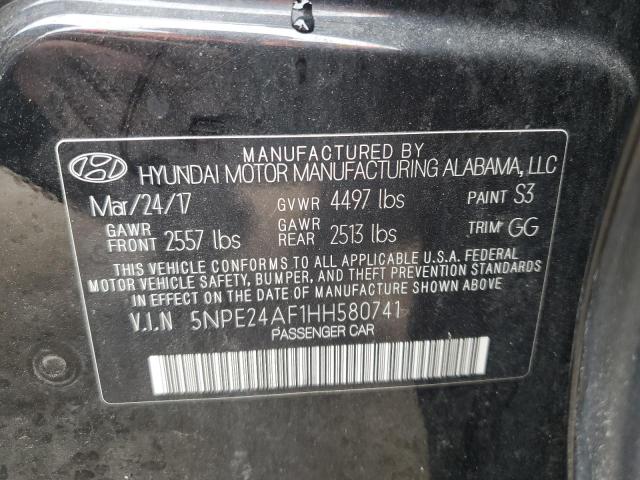 MANUFACTURED BY
HYUNDAI MOTOR MANUFACTURING ALABAMA, LLC
Mar/24/17 GVWR 4497 lbs PAINT S3
GAWR FRONT 2557 lbs GAWR REAR 2513 lbs TRIM GG
THIS VEHICLE CONFORMS TO ALL APPLICABLE U.S.A. FEDERAL
MOTOR VEHICLE SAFETY, BUMPER, AND THEFT PREVENTION STANDARDS
IN EFFECT ON THE DATE OF MANUFACTURE SHOWN ABOVE.
V.I.N 5NPE24AF1HH580741
PASSENGER CAR